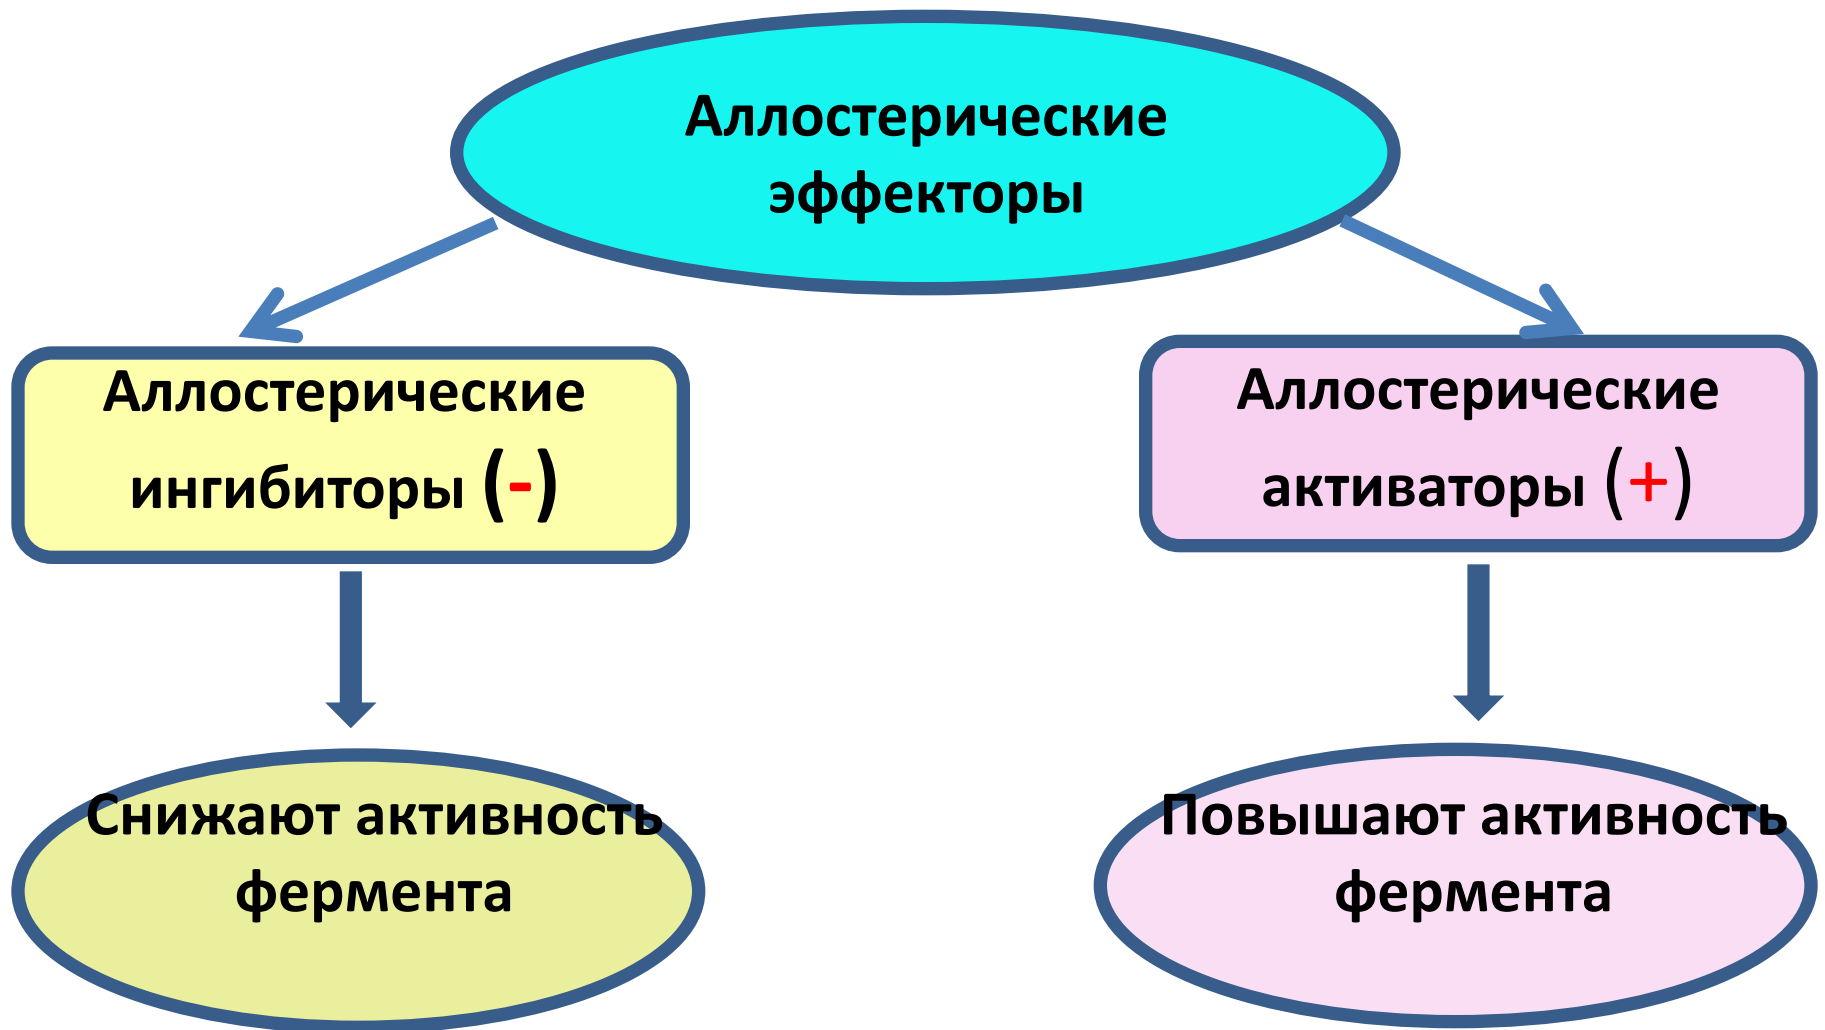 Аллостерические
эффекторы
Аллостерические
ингибиторы (-)
Аллостерические
активаторы (+)
Снижают активность
фермента
Повышают активность
фермента